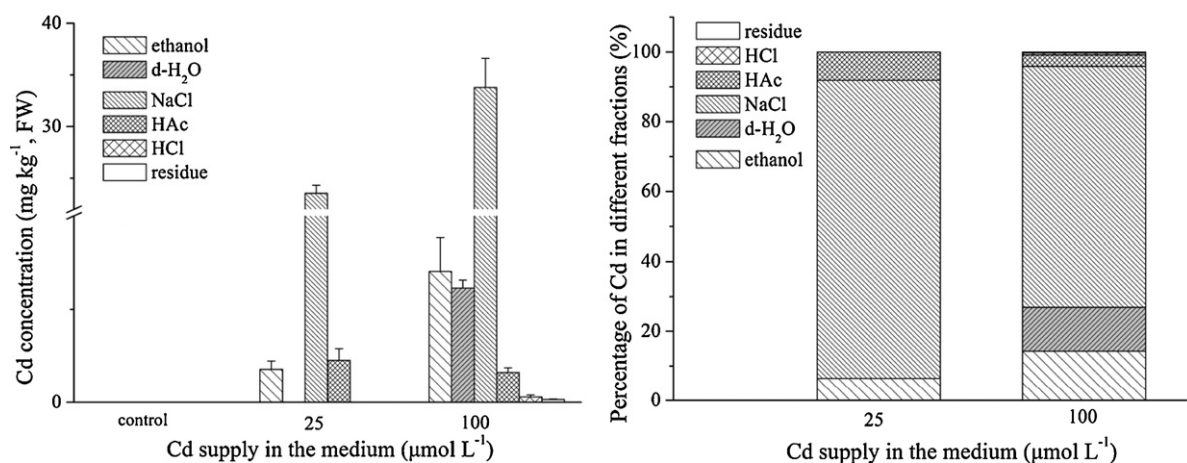 40
30
0
Cd concentration (mg kg⁻¹, FW)
ethanol
d-H₂O
NaCl
HAc
HCl
residue
control
25
100
Cd supply in the medium (μmol L⁻¹)
Percentage of Cd in different fractions (%)
100
80
60
40
20
0
residue
HCl
HAc
NaCl
d-H₂O
ethanol
25
100
Cd supply in the medium (μmol L⁻¹)